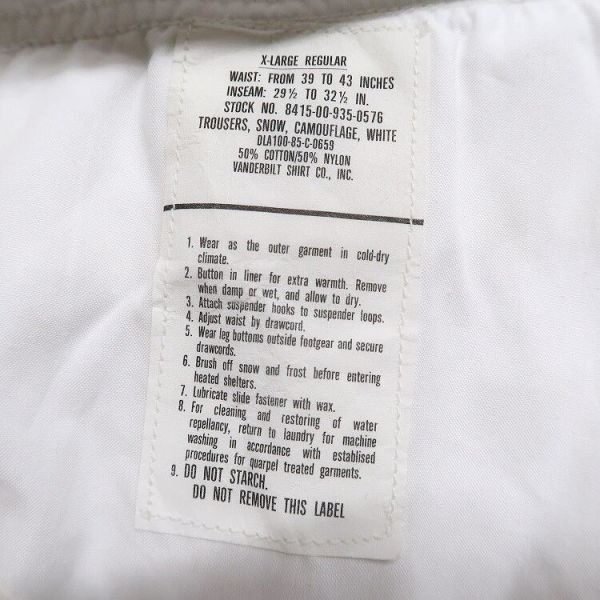 X-LARGE REGULAR
WAIST: FROM 39 TO 43 INCHES
INSEAM: 29½ TO 32½ IN.
STOCK NO. 8415-00-935-0576
TROUSERS, SNOW, CAMOUFLAGE, WHITE
DLA100-85-C-0659
50% COTTON/50% NYLON
VANDERBILT SHIRT CO., INC.
1. Wear as the outer garment in cold-dry
climate.
2. Button in liner for extra warmth. Remove
when damp or wet, and allow to dry.
3. Attach suspender hooks to suspender loops.
4. Adjust waist by drawcord.
5. Wear leg bottoms outside footgear and secure
drawcords.
6. Brush off snow and frost before entering
heated shelters.
7. Lubricate slide fastener with wax.
8. For cleaning and restoring of water
repellancy, return to laundry for machine
washing in accordance with establised
procedures for quarpel treated garments.
9. DO NOT STARCH.
DO NOT REMOVE THIS LABEL